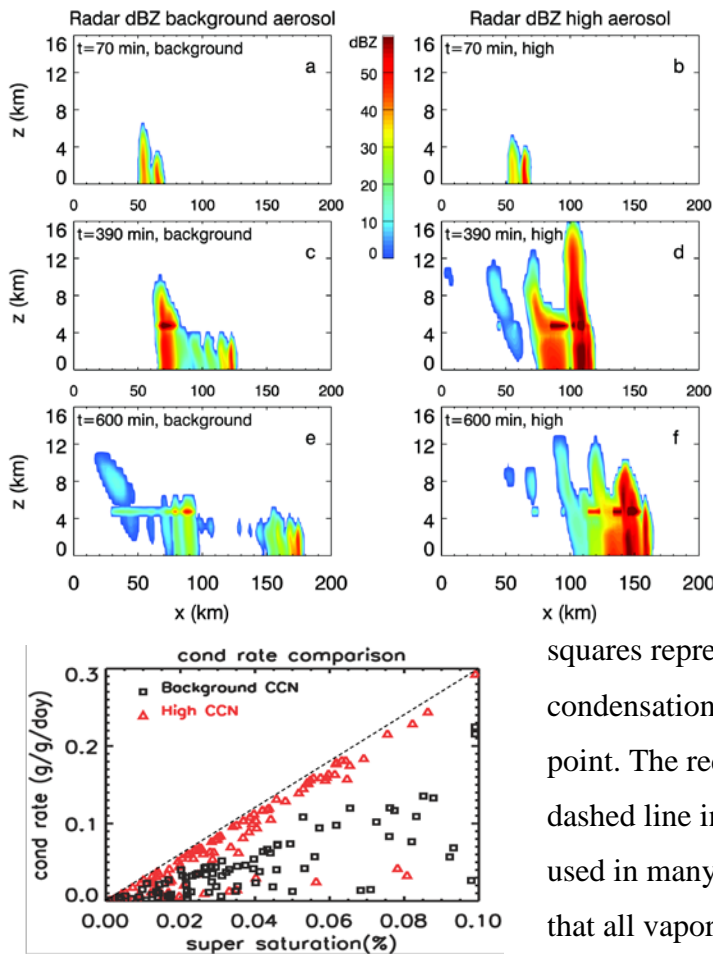 Radar dBZ background aerosol
Radar dBZ high aerosol
16
12
8
4
0
z (km)
t=70 min, background
a
0 50 100 150 200
dBZ
50
40
30
20
10
0
16
12
8
4
0
z (km)
t=70 min, high
b
0 50 100 150 200
16
12
8
4
0
z (km)
t=390 min, background
c
0 50 100 150 200
16
12
8
4
0
z (km)
t=390 min, high
d
0 50 100 150 200
16
12
8
4
0
z (km)
t=600 min, background
e
0 50 100 150 200
x (km)
16
12
8
4
0
z (km)
t=600 min, high
f
0 50 100 150 200
x (km)
cond rate comparison
0.3
0.2
0.1
0.0
cond rate (g/g/day)
Background CCN
High CCN
0.00 0.02 0.04 0.06 0.08 0.10
super saturation(%)
squares repre
condensation
point. The red
dashed line in
used in many
that all vapor